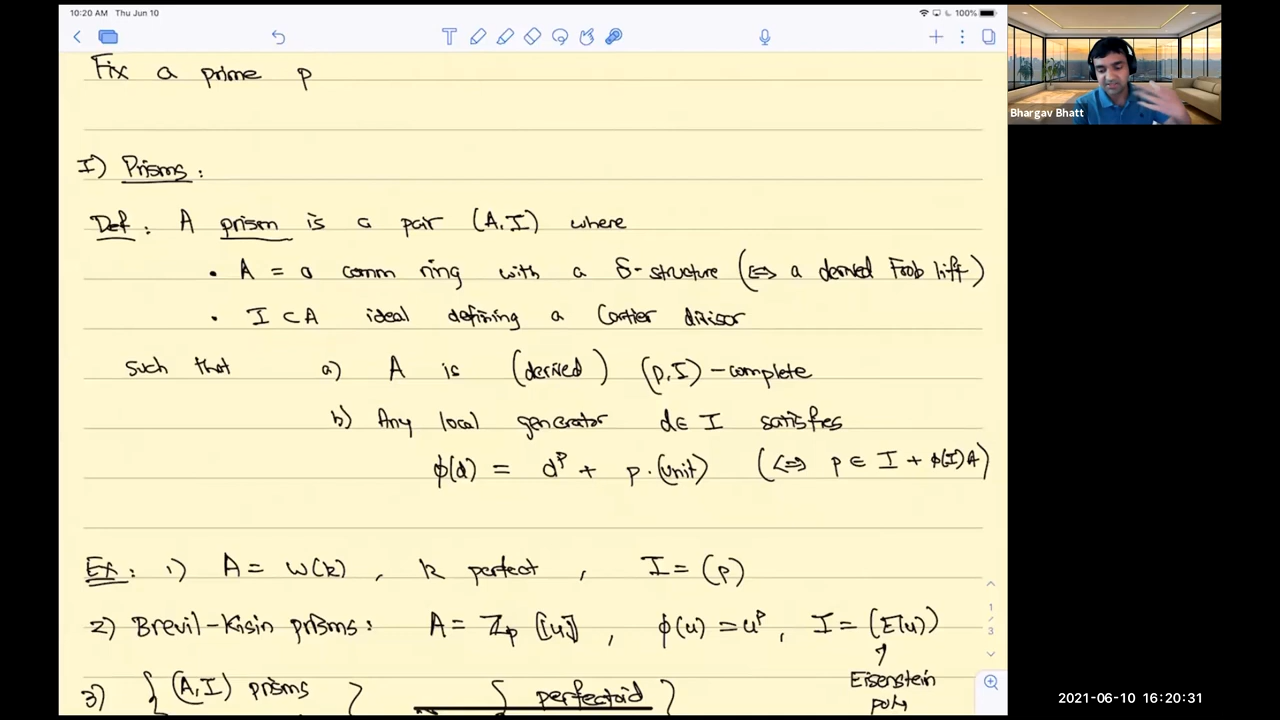 10:20 AM Thu Jun 10
100%
Fix a prime p
Bhargav Bhatt
I) Prisms :
Def : A prism is a pair (A, I) where
• A = a comm ring with a δ-structure (⟺ a derived Frob lift)
• I ⊂ A ideal defining a Cartier divisor
such that a) A is (derived) (p, I) -complete
b) Any local generator d ∈ I satisfies
φ(d) = d^p + p·(unit) (⟺ p ∈ I + φ(I)A)
Ex : 1) A = W(k) , k perfect , I = (p)
2) Breuil-Kisin prisms : A = ℤ_p [[u]] , φ(u) = u^p , I = (E(u))
↑
Eisenstein
poly
3) { (A, I) prisms } { perfectoid }
1
/
3
2021-06-10 16:20:31